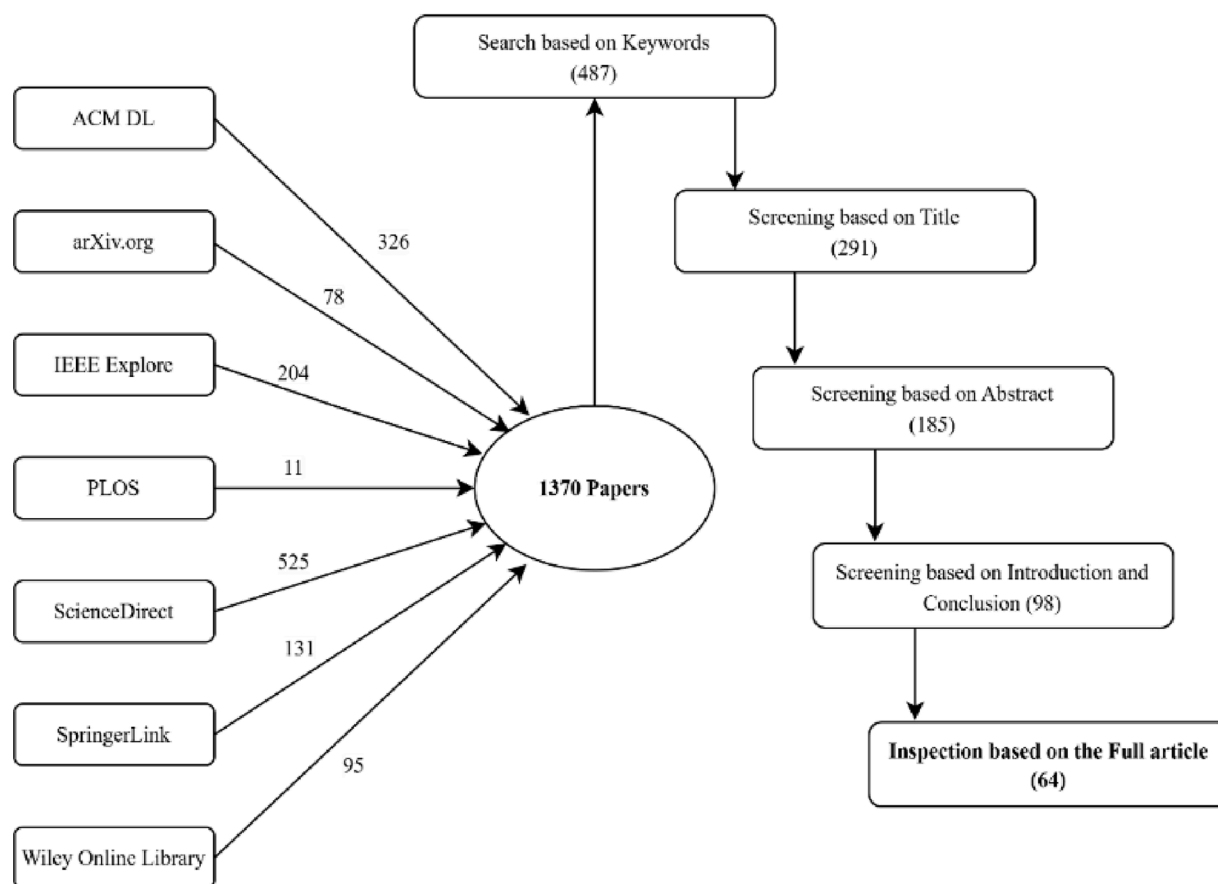 Search based on Keywords
(487)
ACM DL
326
Screening based on Title
(291)
arXiv.org
78
IEEE Explore
204
Screening based on Abstract
(185)
PLOS
11
1370 Papers
ScienceDirect
525
Screening based on Introduction and
Conclusion (98)
SpringerLink
131
Inspection based on the Full article
(64)
Wiley Online Library
95